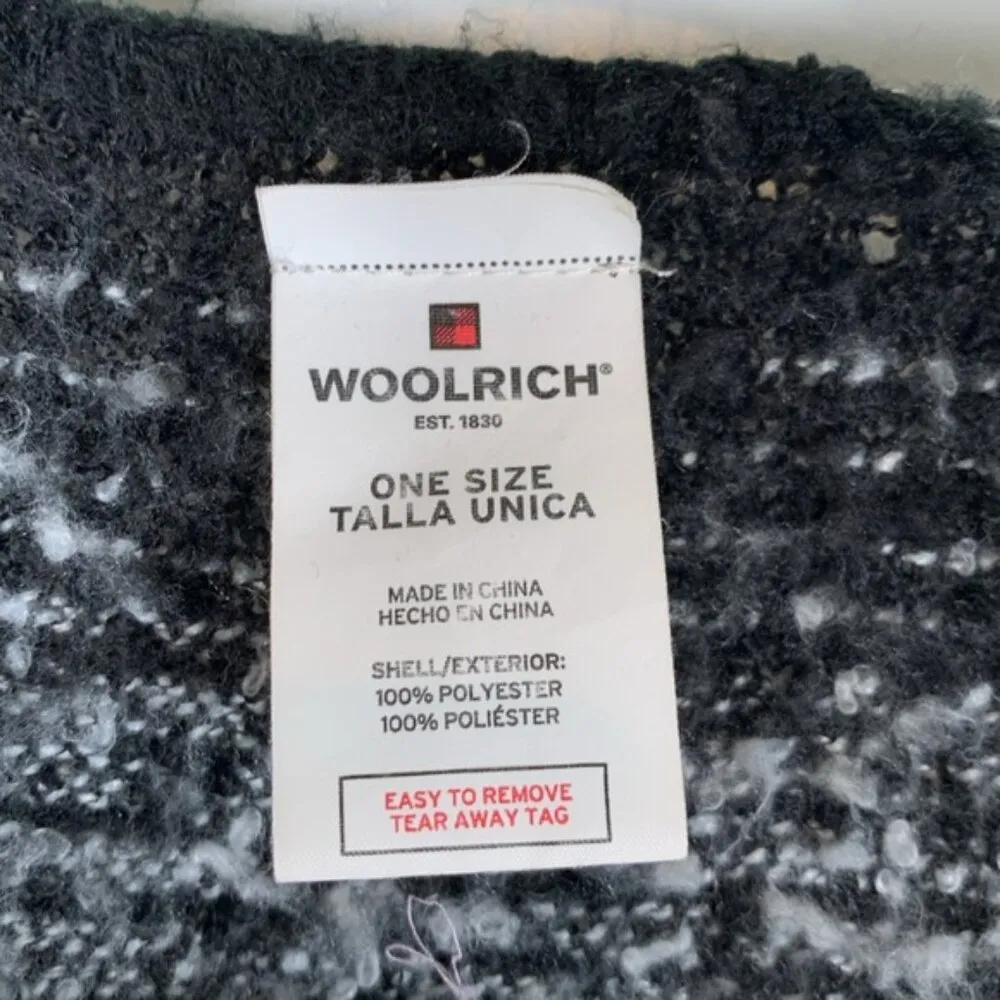 WOOLRICH®
EST. 1830
ONE SIZE
TALLA UNICA
MADE IN CHINA
HECHO EN CHINA
SHELL/EXTERIOR:
100% POLYESTER
100% POLIÉSTER
EASY TO REMOVE
TEAR AWAY TAG